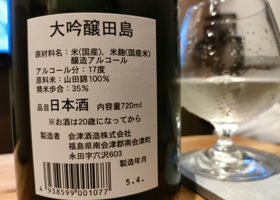 大吟醸田島
原材料名：米(国産)、米麹(国産米)
醸造アルコール
アルコール分：17度
原料米：山田錦100%
精米歩合：35%
品目 日本酒 内容量720ml
※お酒は20歳になってから
製造者 会津酒造株式会社
福島県南会津郡南会津町
永田字穴沢603
製造年月
5.4.
4938599001077